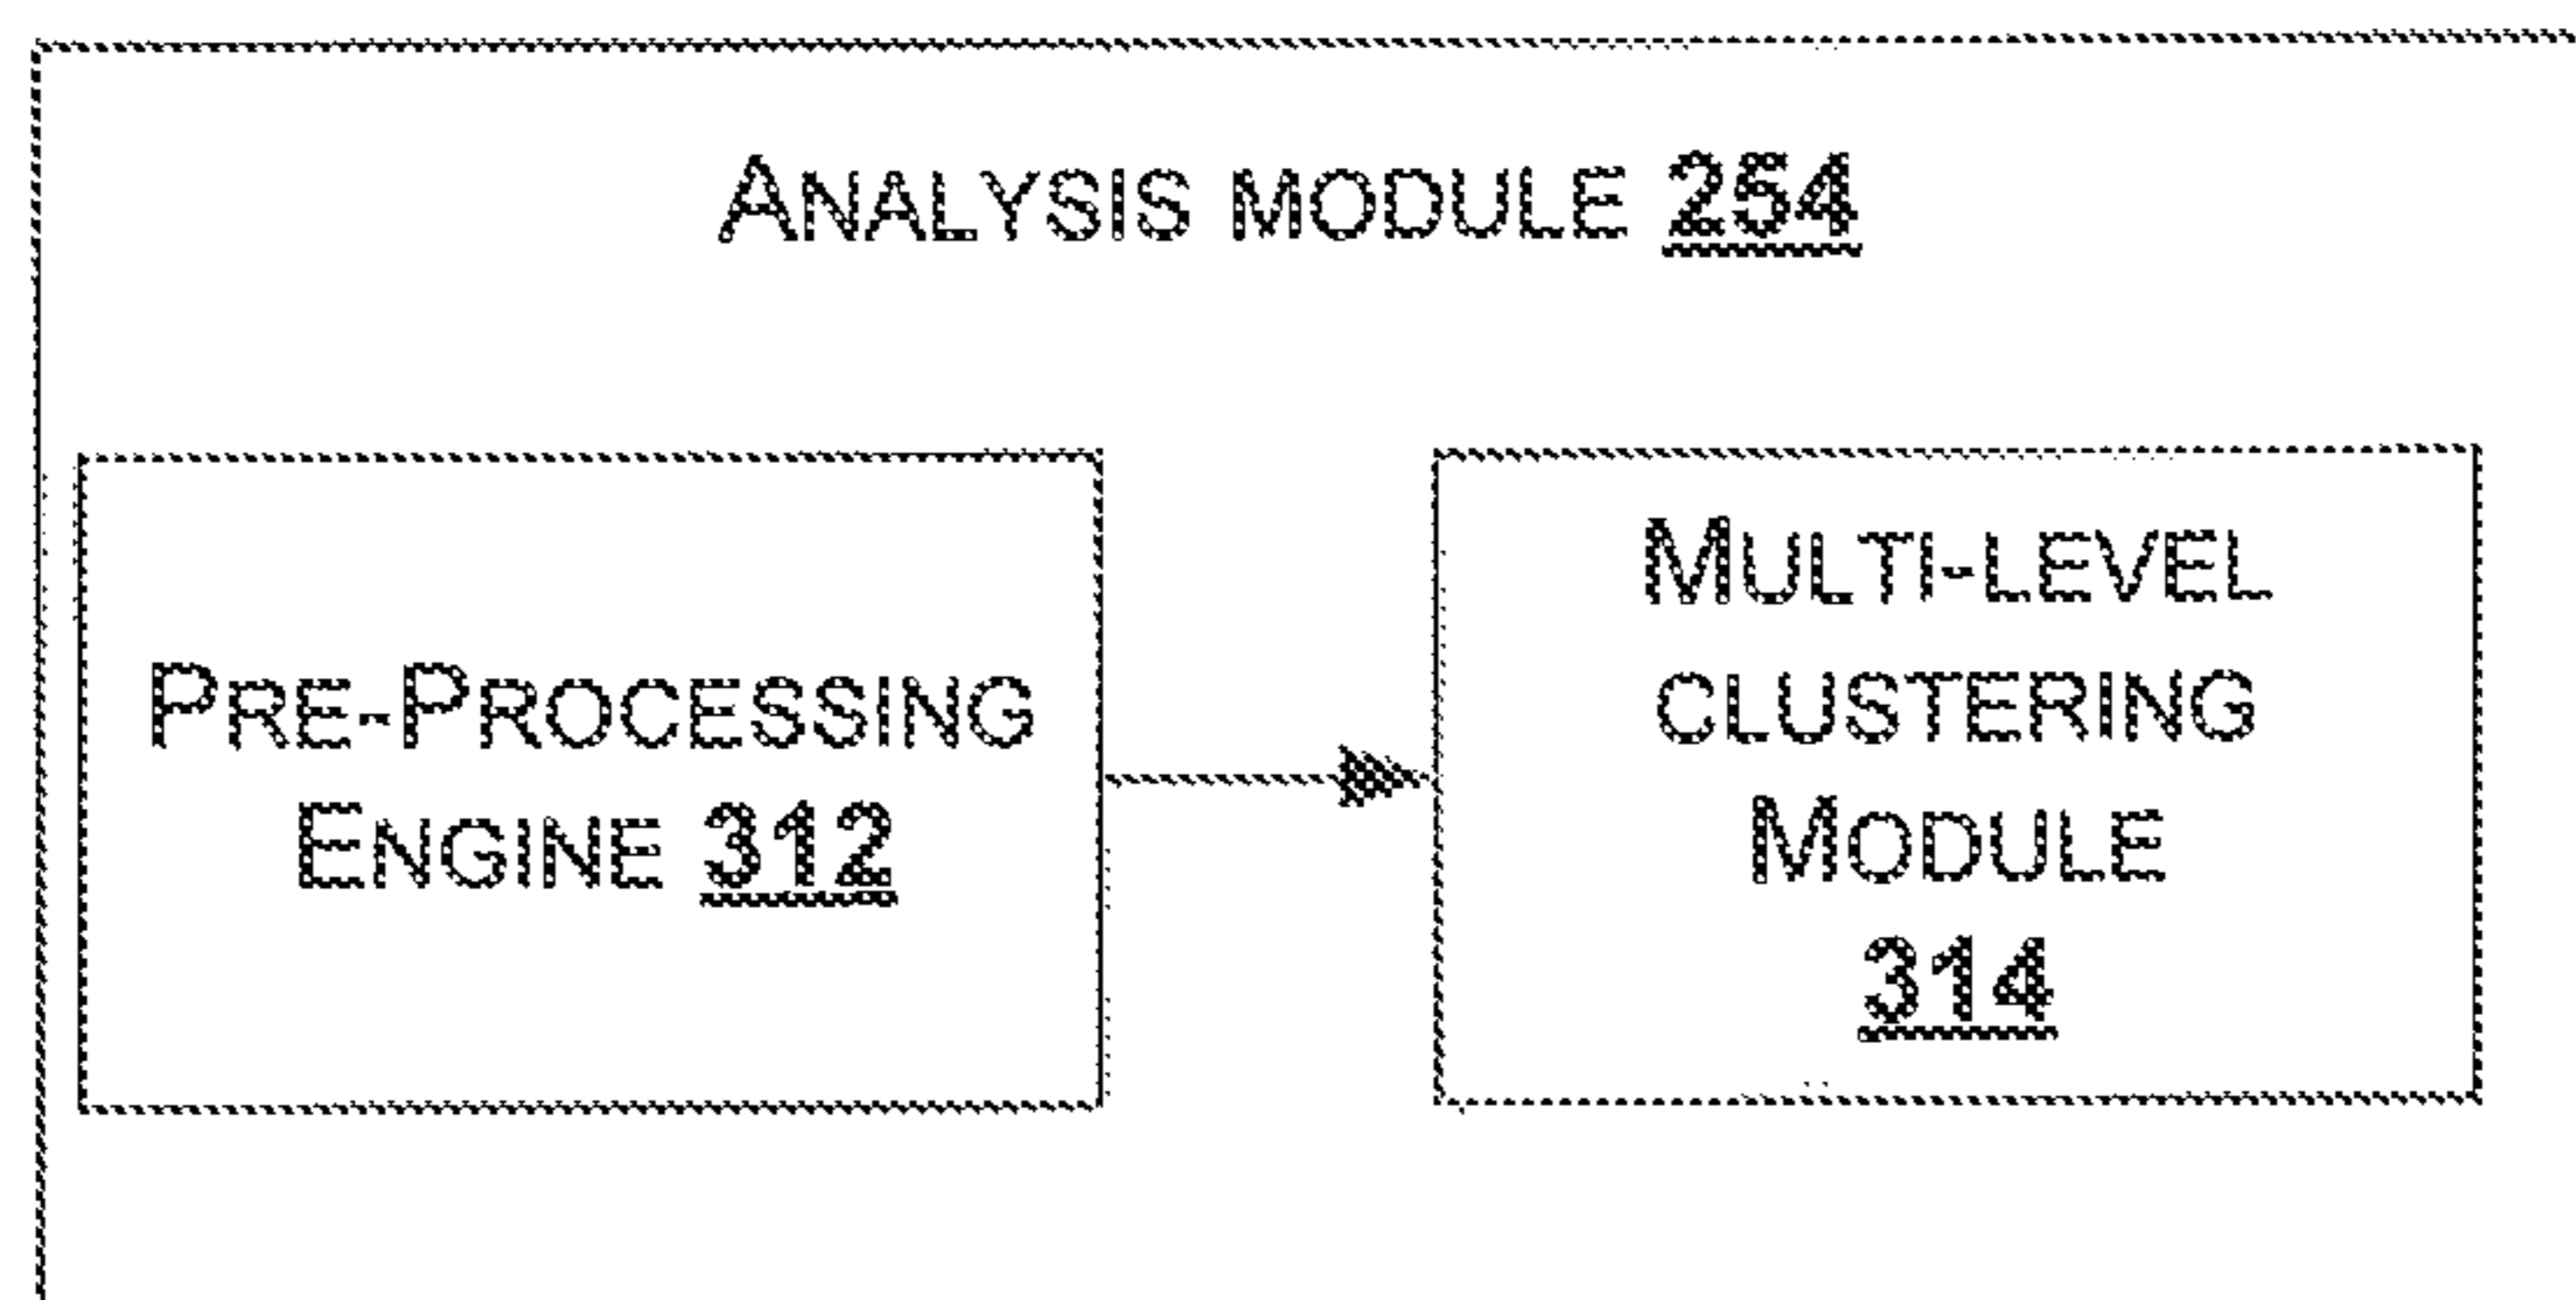 ANALYSIS MODULE 254
PRE-PROCESSING
ENGINE 312
MULTI-LEVEL
CLUSTERING
MODULE
314